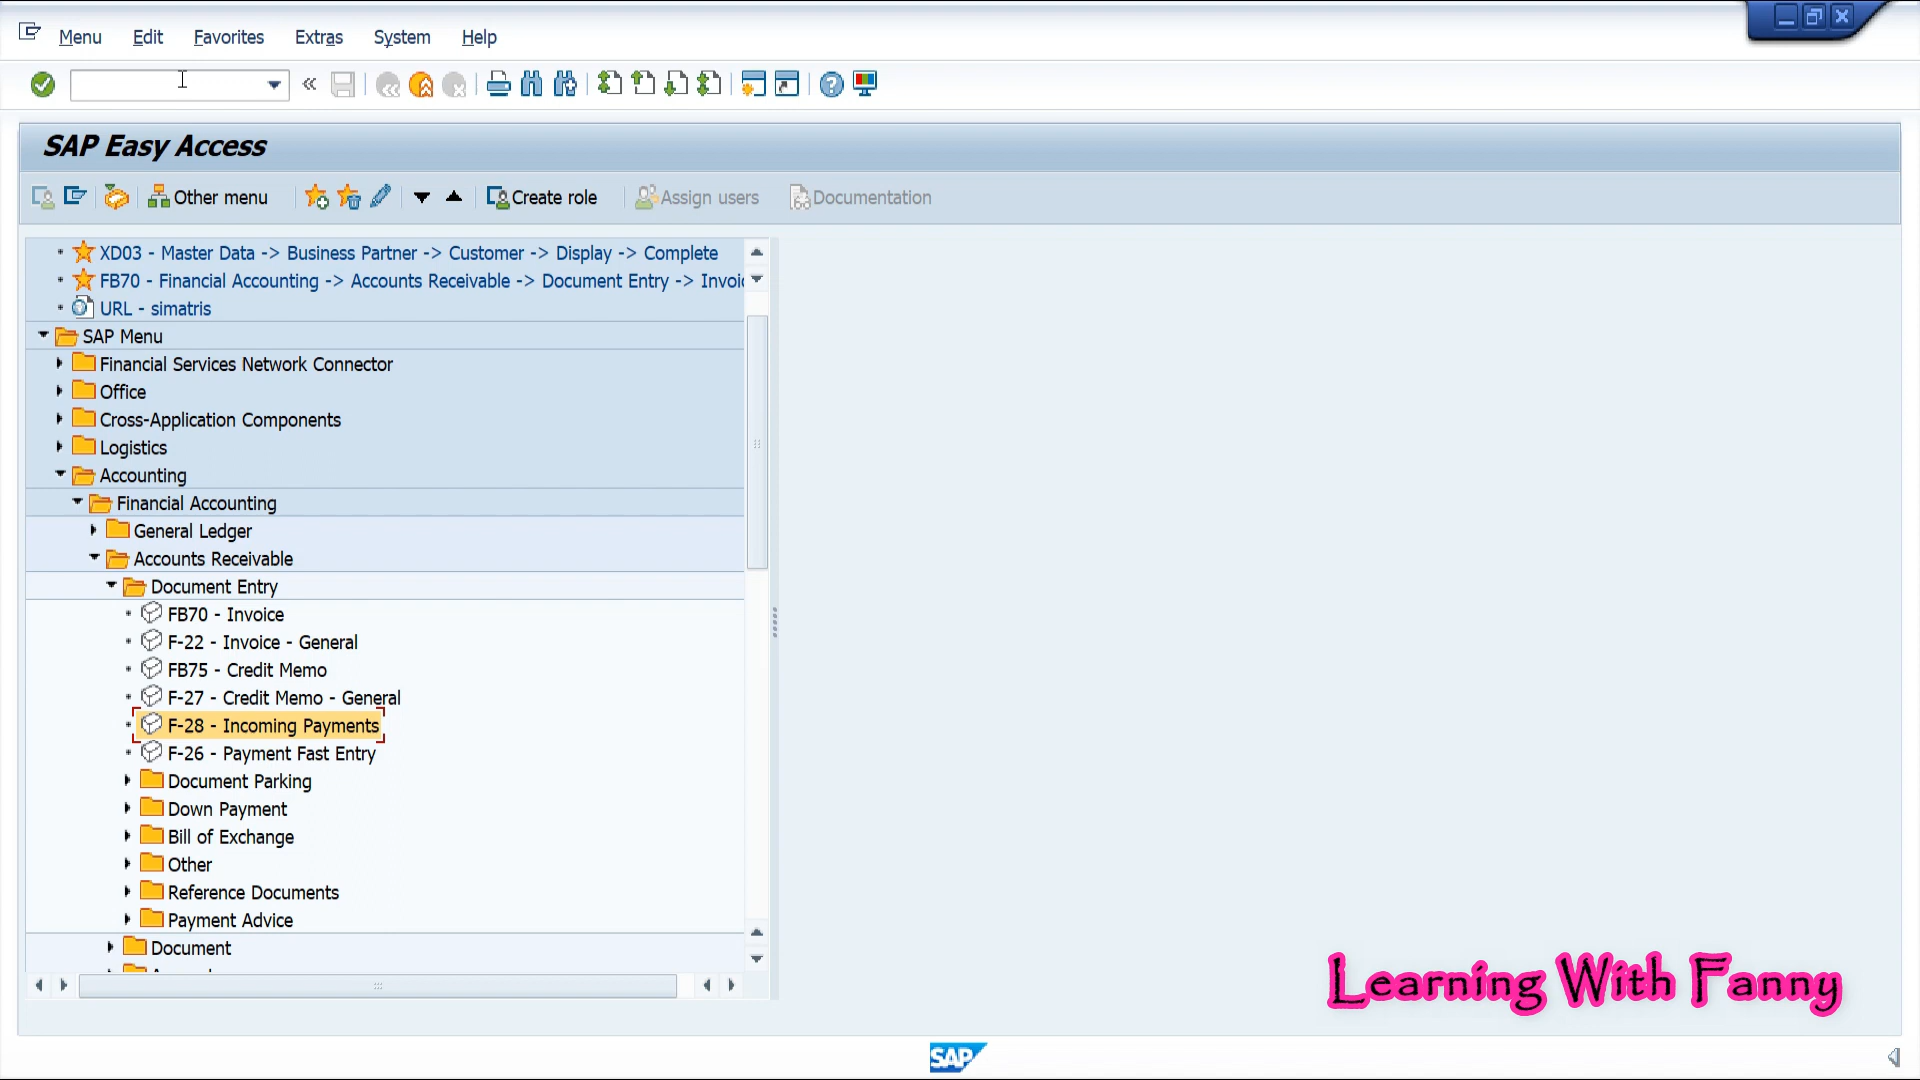 Menu Edit Favorites Extras System Help
SAP Easy Access
Other menu Create role Assign users Documentation
XD03 - Master Data -> Business Partner -> Customer -> Display -> Complete
FB70 - Financial Accounting -> Accounts Receivable -> Document Entry -> Invoi
URL - simatris
SAP Menu
Financial Services Network Connector
Office
Cross-Application Components
Logistics
Accounting
Financial Accounting
General Ledger
Accounts Receivable
Document Entry
FB70 - Invoice
F-22 - Invoice - General
FB75 - Credit Memo
F-27 - Credit Memo - General
F-28 - Incoming Payments
F-26 - Payment Fast Entry
Document Parking
Down Payment
Bill of Exchange
Other
Reference Documents
Payment Advice
Document
Learning With Fanny
SAP